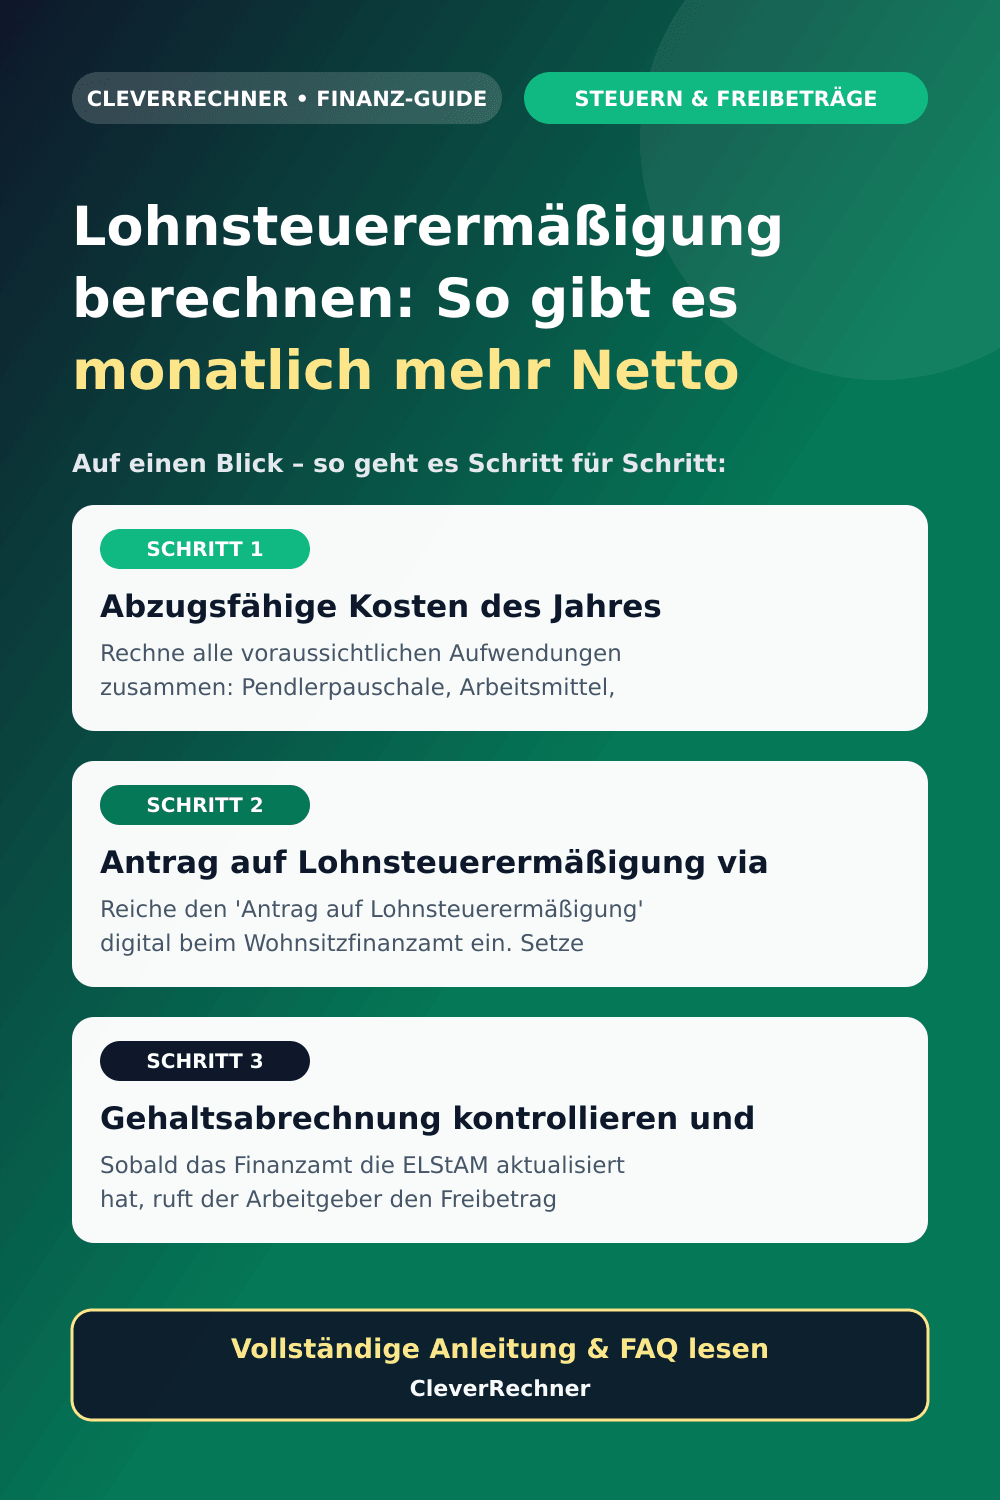 CLEVERRECHNER • FINANZ-GUIDE
STEUERN & FREIBETRÄGE
Lohnsteuerermäßigung
berechnen: So gibt es
monatlich mehr Netto
Auf einen Blick – so geht es Schritt für Schritt:
SCHRITT 1
Abzugsfähige Kosten des Jahres
Rechne alle voraussichtlichen Aufwendungen
zusammen: Pendlerpauschale, Arbeitsmittel,
SCHRITT 2
Antrag auf Lohnsteuerermäßigung via
Reiche den 'Antrag auf Lohnsteuerermäßigung'
digital beim Wohnsitzfinanzamt ein. Setze
SCHRITT 3
Gehaltsabrechnung kontrollieren und
Sobald das Finanzamt die ELStAM aktualisiert
hat, ruft der Arbeitgeber den Freibetrag
Vollständige Anleitung & FAQ lesen
CleverRechner